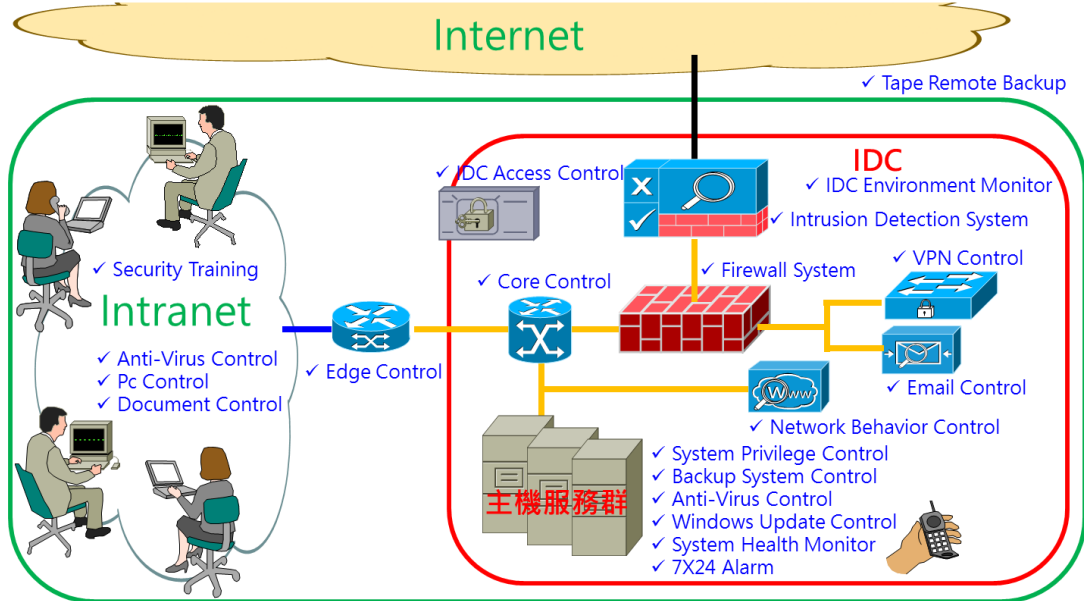 Internet
✓ Tape Remote Backup
IDC
✓ IDC Access Control
✓ IDC Environment Monitor
✓ Intrusion Detection System
✓ Security Training
Intranet
✓ Anti-Virus Control
✓ Pc Control
✓ Document Control
✓ Edge Control
✓ Core Control
✓ Firewall System
✓ VPN Control
✓ Email Control
Www
✓ Network Behavior Control
主機服務群
✓ System Privilege Control
✓ Backup System Control
✓ Anti-Virus Control
✓ Windows Update Control
✓ System Health Monitor
✓ 7X24 Alarm